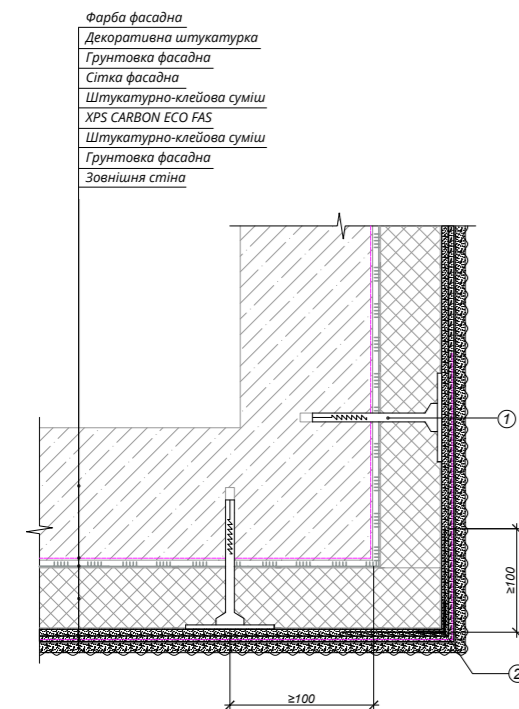 Фарба фасадна
Декоративна штукатурка
Грунтовка фасадна
Сітка фасадна
Штукатурно-клейова суміш
XPS CARBON ECO FAS
Штукатурно-клейова суміш
Грунтовка фасадна
Зовнішня стіна
1
≥100
2
≥100